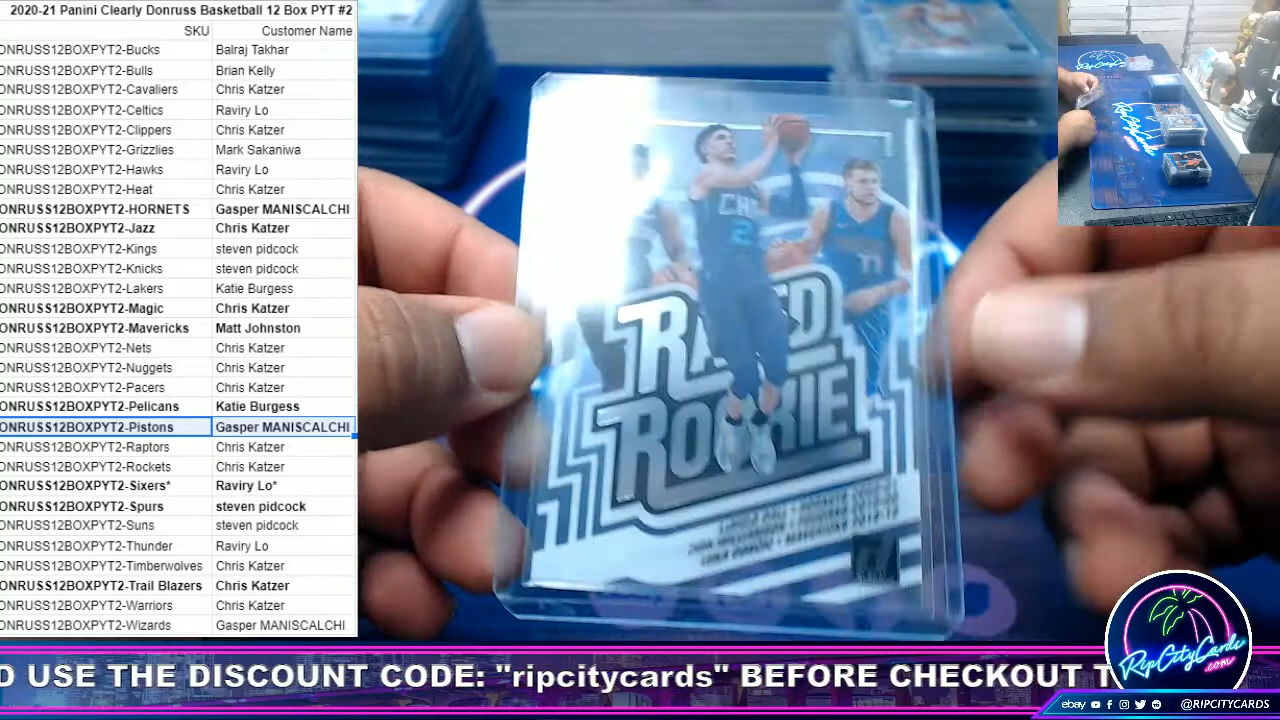 2020-21 Panini Clearly Donruss Basketball 12 Box PYT #2
SKU Customer Name
ONRUSS12BOXPYT2-Bucks Balraj Takhar
ONRUSS12BOXPYT2-Bulls Brian Kelly
ONRUSS12BOXPYT2-Cavaliers Chris Katzer
ONRUSS12BOXPYT2-Celtics Raviry Lo
ONRUSS12BOXPYT2-Clippers Chris Katzer
ONRUSS12BOXPYT2-Grizzlies Mark Sakaniwa
ONRUSS12BOXPYT2-Hawks Raviry Lo
ONRUSS12BOXPYT2-Heat Chris Katzer
ONRUSS12BOXPYT2-HORNETS Gasper MANISCALCHI
ONRUSS12BOXPYT2-Jazz Chris Katzer
ONRUSS12BOXPYT2-Kings steven pidcock
ONRUSS12BOXPYT2-Knicks steven pidcock
ONRUSS12BOXPYT2-Lakers Katie Burgess
ONRUSS12BOXPYT2-Magic Chris Katzer
ONRUSS12BOXPYT2-Mavericks Matt Johnston
ONRUSS12BOXPYT2-Nets Chris Katzer
ONRUSS12BOXPYT2-Nuggets Chris Katzer
ONRUSS12BOXPYT2-Pacers Chris Katzer
ONRUSS12BOXPYT2-Pelicans Katie Burgess
ONRUSS12BOXPYT2-Pistons Gasper MANISCALCHI
ONRUSS12BOXPYT2-Raptors Chris Katzer
ONRUSS12BOXPYT2-Rockets Chris Katzer
ONRUSS12BOXPYT2-Sixers* Raviry Lo*
ONRUSS12BOXPYT2-Spurs steven pidcock
ONRUSS12BOXPYT2-Suns steven pidcock
ONRUSS12BOXPYT2-Thunder Raviry Lo
ONRUSS12BOXPYT2-Timberwolves Chris Katzer
ONRUSS12BOXPYT2-Trail Blazers Chris Katzer
ONRUSS12BOXPYT2-Warriors Chris Katzer
ONRUSS12BOXPYT2-Wizards Gasper MANISCALCHI
CH
2
77
RATED
ROOKIE
D USE THE DISCOUNT CODE: "ripcitycards" BEFORE CHECKOUT T
RipCityCards
.com
ebay @RIPCITYCARDS